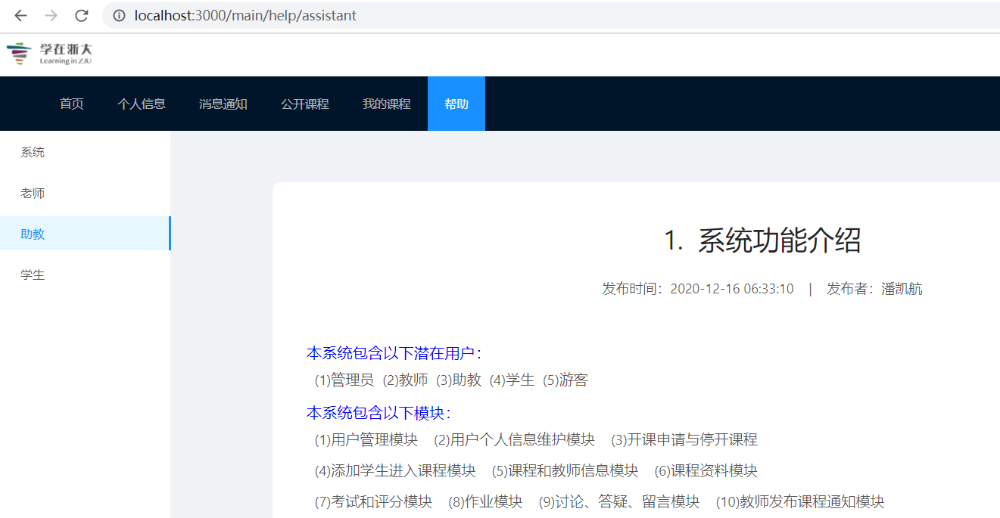 localhost:3000/main/help/assistant
学在浙大
Learning in ZJU
首页 个人信息 消息通知 公开课程 我的课程 帮助
系统
老师
助教
学生
1. 系统功能介绍
发布时间：2020-12-16 06:33:10 | 发布者：潘凯航
本系统包含以下潜在用户：
(1)管理员 (2)教师 (3)助教 (4)学生 (5)游客
本系统包含以下模块：
(1)用户管理模块 (2)用户个人信息维护模块 (3)开课申请与停开课程
(4)添加学生进入课程模块 (5)课程和教师信息模块 (6)课程资料模块
(7)考试和评分模块 (8)作业模块 (9)讨论、答疑、留言模块 (10)教师发布课程通知模块